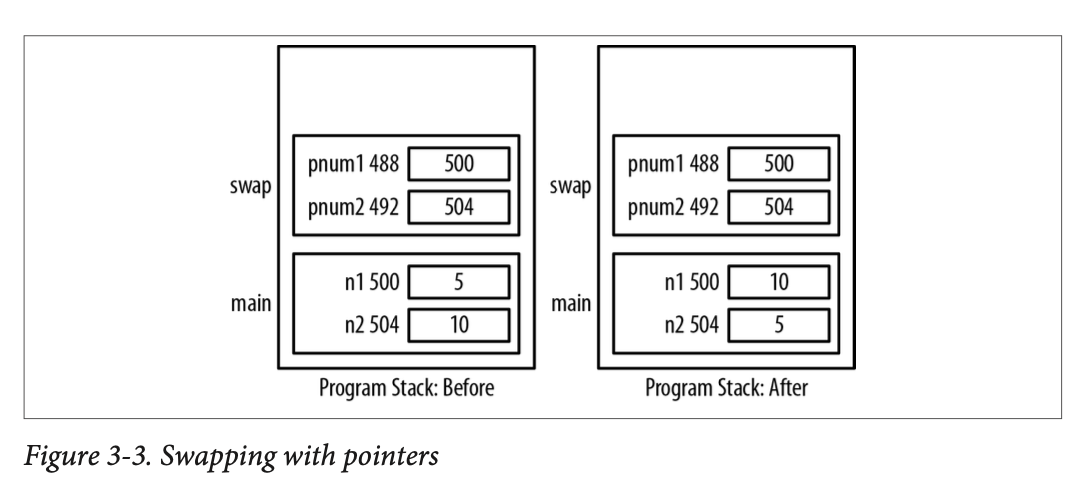 swap
pnum1 488 500
pnum2 492 504
main
n1 500 5
n2 504 10
Program Stack: Before
swap
pnum1 488 500
pnum2 492 504
main
n1 500 10
n2 504 5
Program Stack: After
Figure 3-3. Swapping with pointers